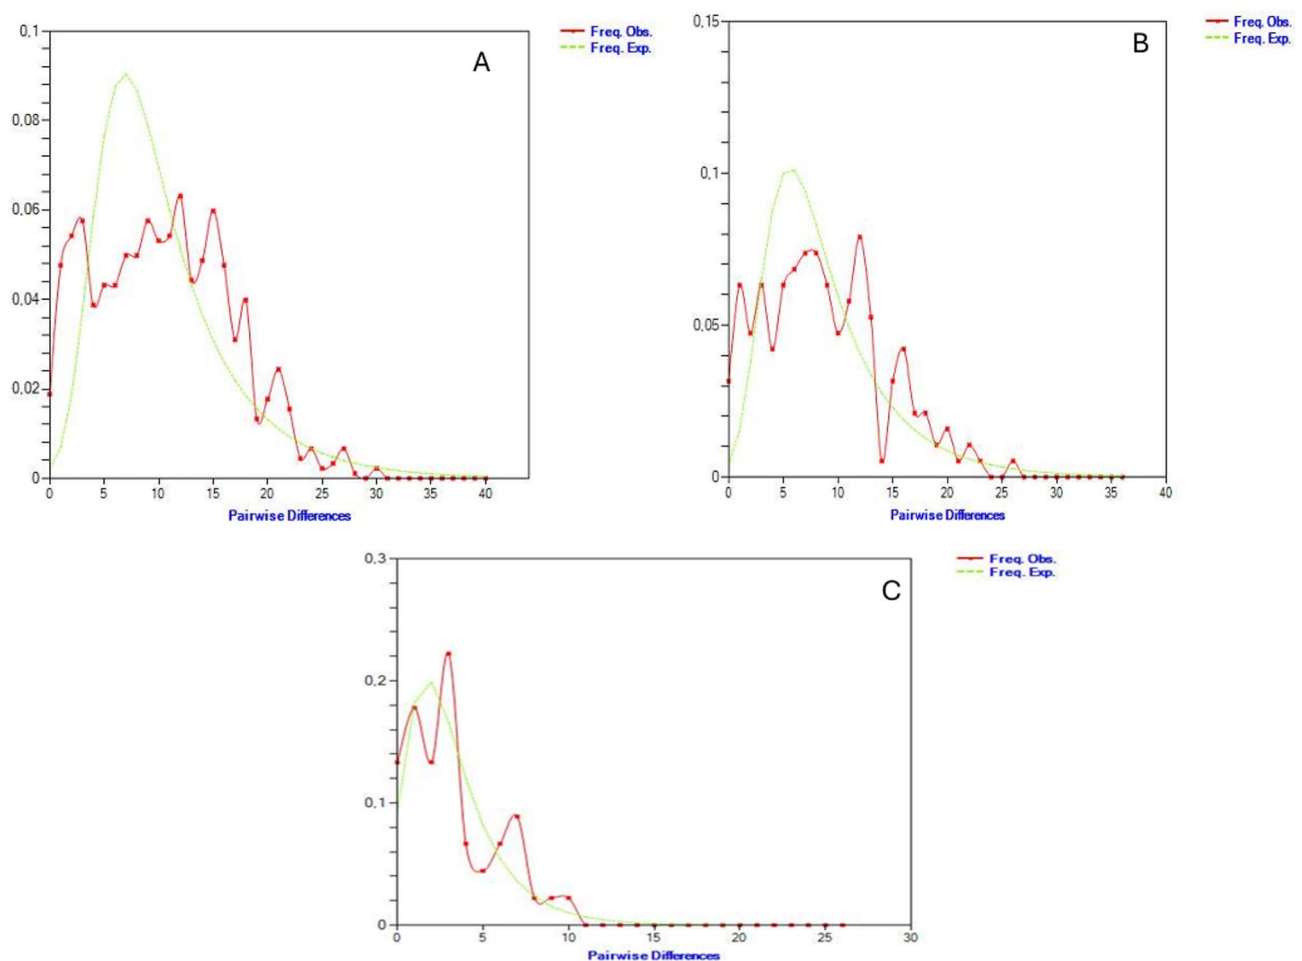 A
Freq. Obs.
Freq. Exp.
0,1
0,08
0,06
0,04
0,02
0
0 5 10 15 20 25 30 35 40
Pairwise Differences
B
Freq. Obs.
Freq. Exp.
0,15
0,1
0,05
0
0 5 10 15 20 25 30 35 40
Pairwise Differences
C
Freq. Obs.
Freq. Exp.
0,3
0,2
0,1
0
0 5 10 15 20 25 30
Pairwise Differences